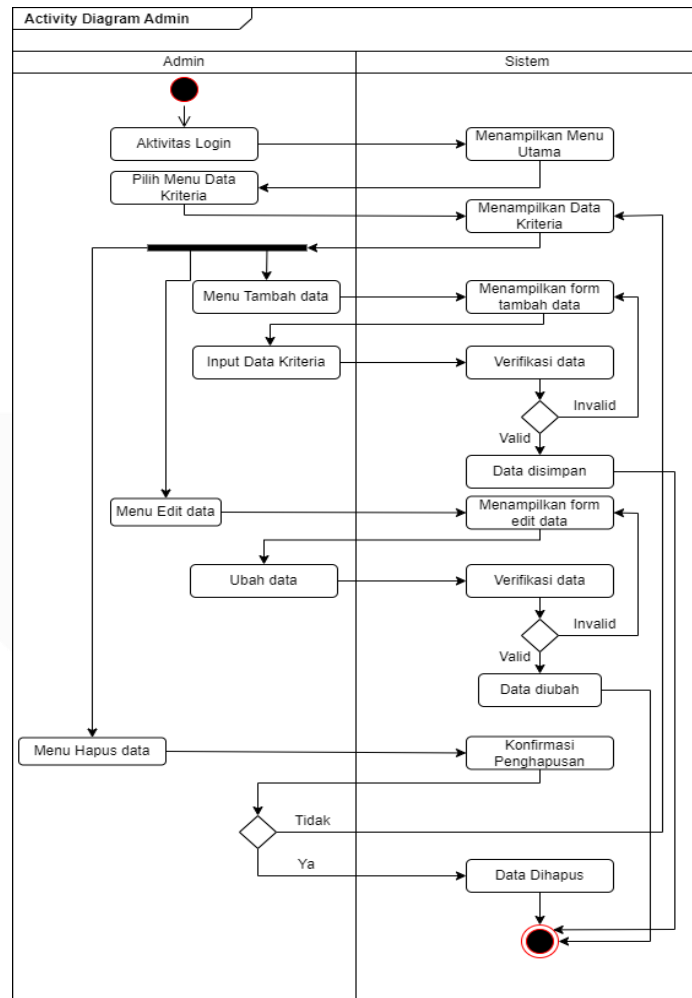 Activity Diagram Admin
Admin
Sistem
Aktivitas Login
Menampilkan Menu
Utama
Pilih Menu Data
Kriteria
Menampilkan Data
Kriteria
Menu Tambah data
Menampilkan form
tambah data
Input Data Kriteria
Verifikasi data
Invalid
Valid
Data disimpan
Menu Edit data
Menampilkan form
edit data
Ubah data
Verifikasi data
Invalid
Valid
Data diubah
Menu Hapus data
Konfirmasi
Penghapusan
Tidak
Ya
Data Dihapus